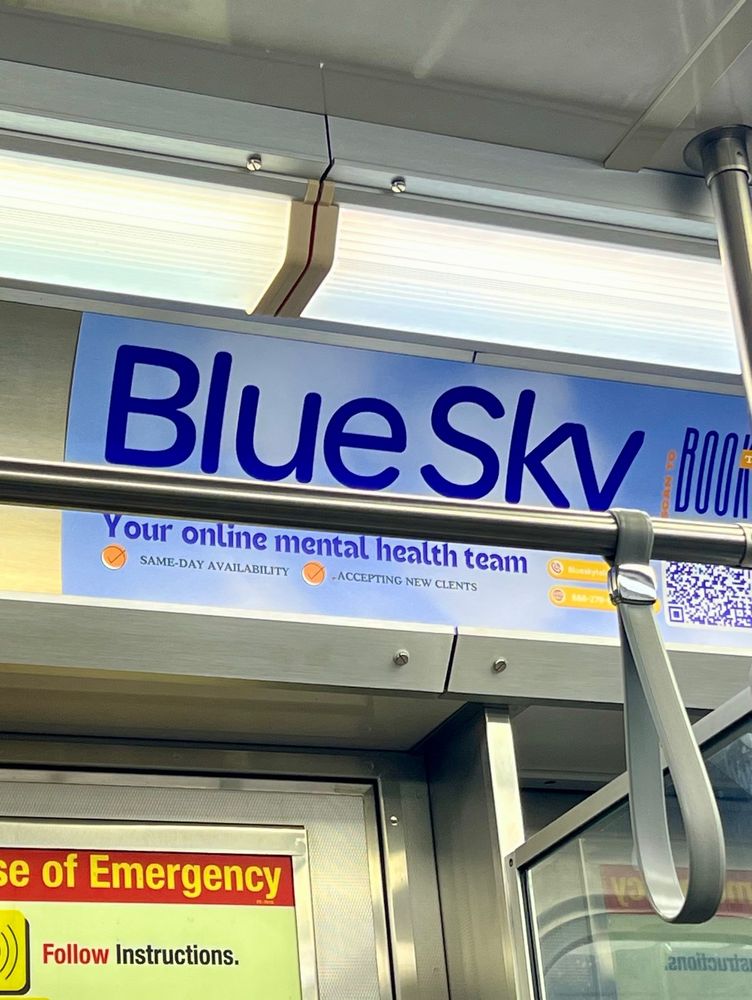 Blue Sky
SCAN TO
BOOK
Your online mental health team
SAME-DAY AVAILABILITY
ACCEPTING NEW CLENTS
of Emergency
Follow Instructions.